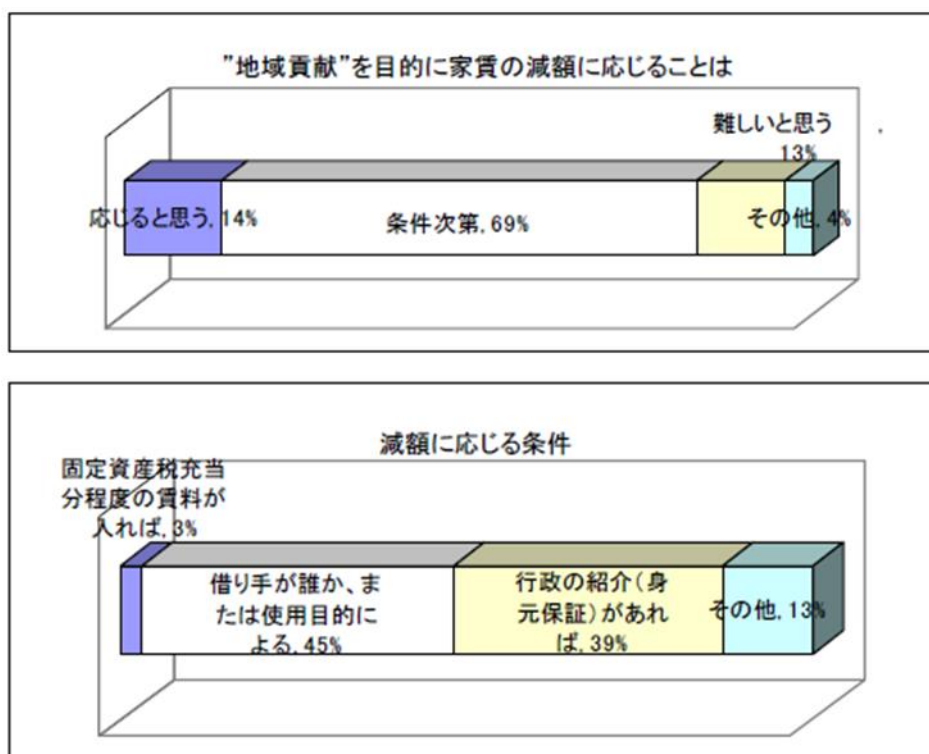 ”地域貢献”を目的に家賃の減額に応じることは
難しいと思う
13%
応じると思う, 14%
条件次第, 69%
その他, 4%
減額に応じる条件
固定資産税充当
分程度の賃料が
入れば, 3%
借り手が誰か、ま
たは使用目的に
よる, 45%
行政の紹介（身
元保証）があれ
ば, 39%
その他, 13%